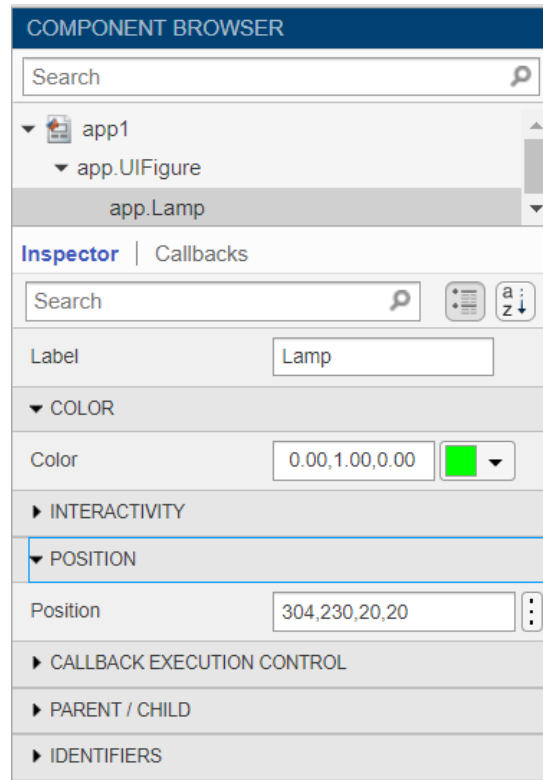 COMPONENT BROWSER
Search
app1
app.UIFigure
app.Lamp
Inspector | Callbacks
Search
a
z
Label Lamp
COLOR
Color 0.00,1.00,0.00
INTERACTIVITY
POSITION
Position 304,230,20,20
CALLBACK EXECUTION CONTROL
PARENT / CHILD
IDENTIFIERS